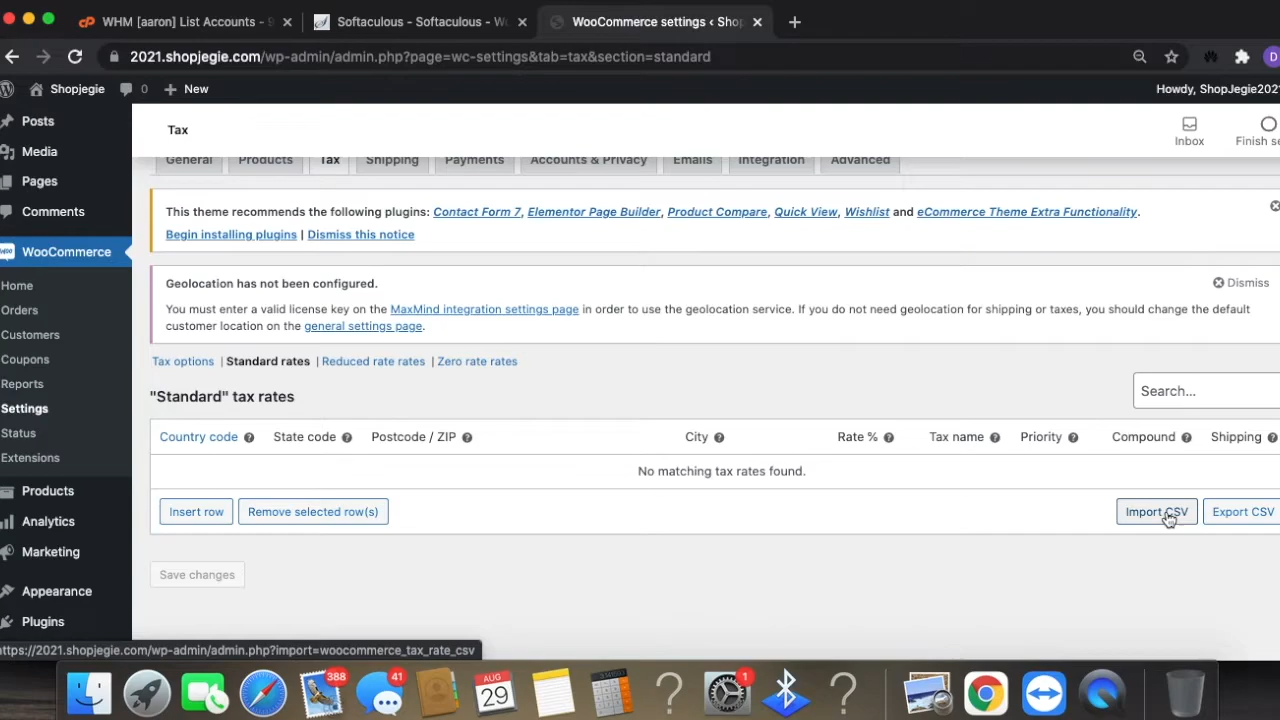 WHM [aaron] List Accounts - 9
Softaculous - Softaculous - W
WooCommerce settings ‹ Shop
2021.shopjegie.com/wp-admin/admin.php?page=wc-settings&tab=tax&section=standard
Shopjegie 0 New Howdy, ShopJegie2021
Posts
Media
Pages
Comments
WooCommerce
Home
Orders
Customers
Coupons
Reports
Settings
Status
Extensions
Products
Analytics
Marketing
Appearance
Plugins
Tax
Inbox
Finish se
General Products Tax Shipping Payments Accounts & Privacy Emails Integration Advanced
This theme recommends the following plugins: Contact Form 7, Elementor Page Builder, Product Compare, Quick View, Wishlist and eCommerce Theme Extra Functionality.
Begin installing plugins | Dismiss this notice
Geolocation has not been configured.
Dismiss
You must enter a valid license key on the MaxMind integration settings page in order to use the geolocation service. If you do not need geolocation for shipping or taxes, you should change the default
customer location on the general settings page.
Tax options | Standard rates | Reduced rate rates | Zero rate rates
"Standard" tax rates
Search...
Country code State code Postcode / ZIP City Rate % Tax name Priority Compound Shipping
No matching tax rates found.
Insert row Remove selected row(s) Import CSV Export CSV
Save changes
https://2021.shopjegie.com/wp-admin/admin.php?import=woocommerce_tax_rate_csv
388
41
AUG
29
1